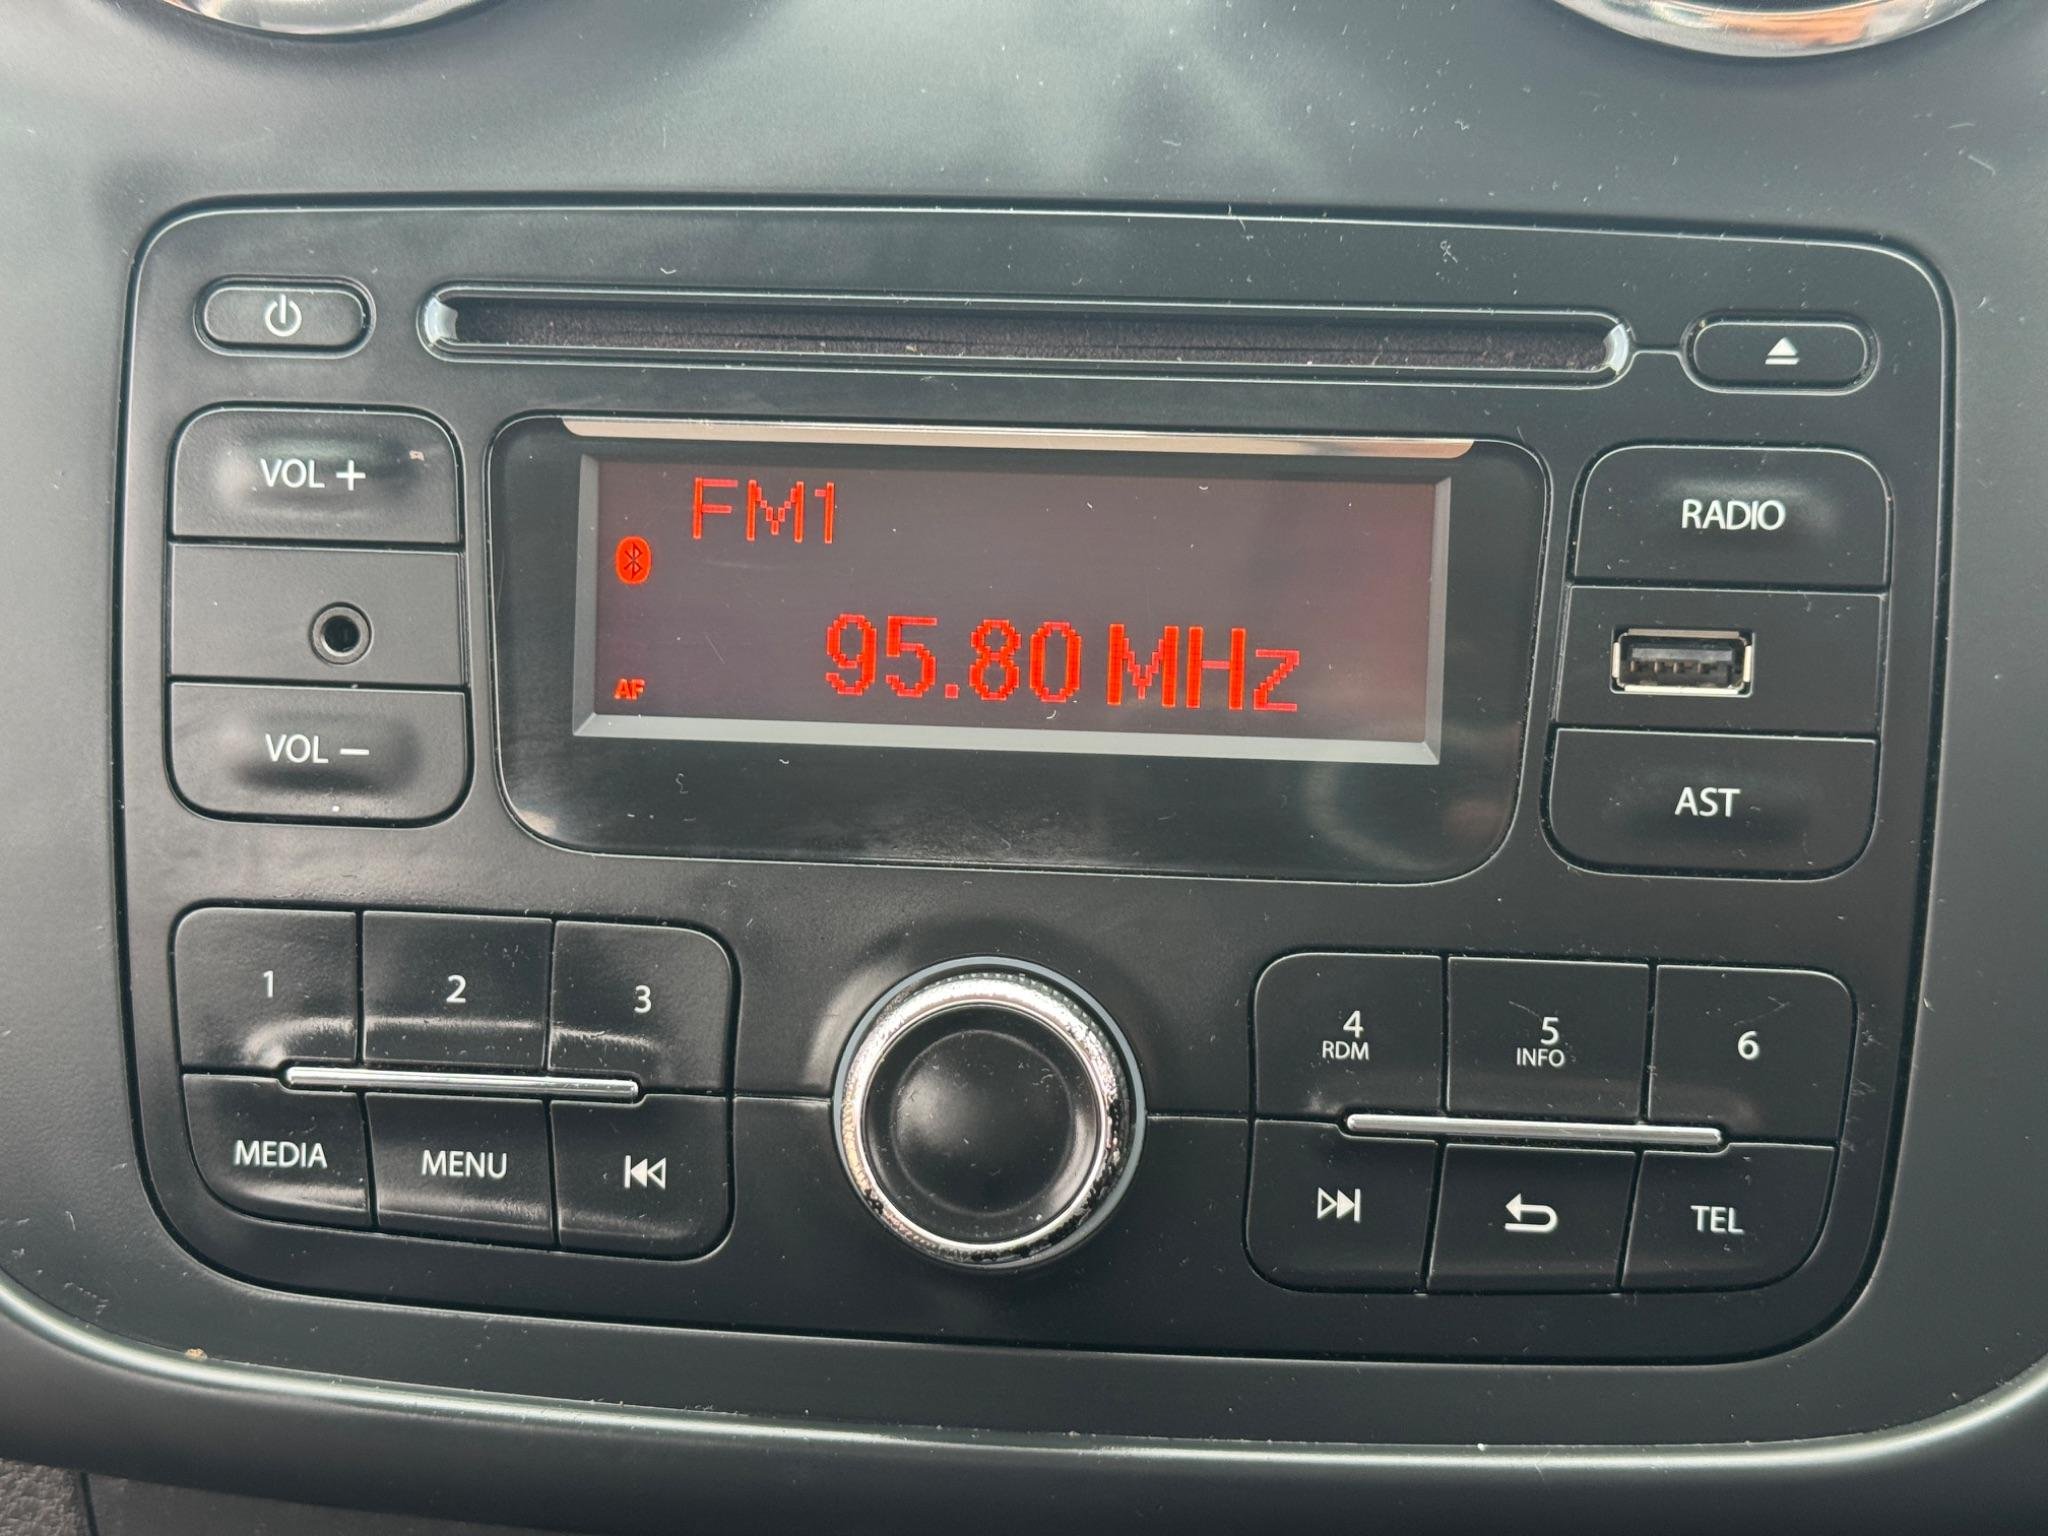 VOL +
FM1
RADIO
95.80 MHz
AF
VOL –
AST
1 2 3
4 5 6
RDM INFO
MEDIA MENU
TEL